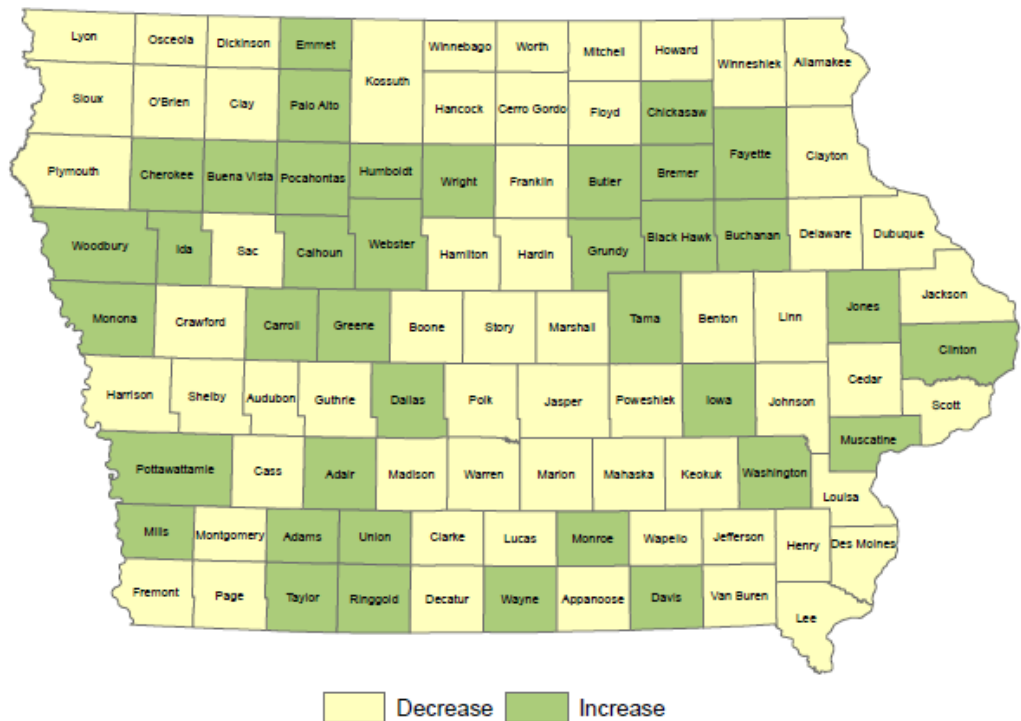 Lyon
Osceola
Dickinson
Emmet
Kossuth
Winnebago
Worth
Mitchell
Howard
Winneshiek
Allamakee
Sioux
O'Brien
Clay
Palo Alto
Hancock
Cerro Gordo
Floyd
Chickasaw
Fayette
Clayton
Plymouth
Cherokee
Buena Vista
Pocahontas
Humboldt
Wright
Franklin
Butler
Bremer
Woodbury
Ida
Sac
Calhoun
Webster
Hamilton
Hardin
Grundy
Black Hawk
Buchanan
Delaware
Dubuque
Monona
Crawford
Carroll
Greene
Boone
Story
Marshall
Tama
Benton
Linn
Jones
Jackson
Clinton
Harrison
Shelby
Audubon
Guthrie
Dallas
Polk
Jasper
Poweshiek
Iowa
Johnson
Cedar
Scott
Muscatine
Pottawattamie
Cass
Adair
Madison
Warren
Marion
Mahaska
Keokuk
Washington
Louisa
Mills
Montgomery
Adams
Union
Clarke
Lucas
Monroe
Wapello
Jefferson
Henry
Des Moines
Fremont
Page
Taylor
Ringgold
Decatur
Wayne
Appanoose
Davis
Van Buren
Lee
Decrease
Increase